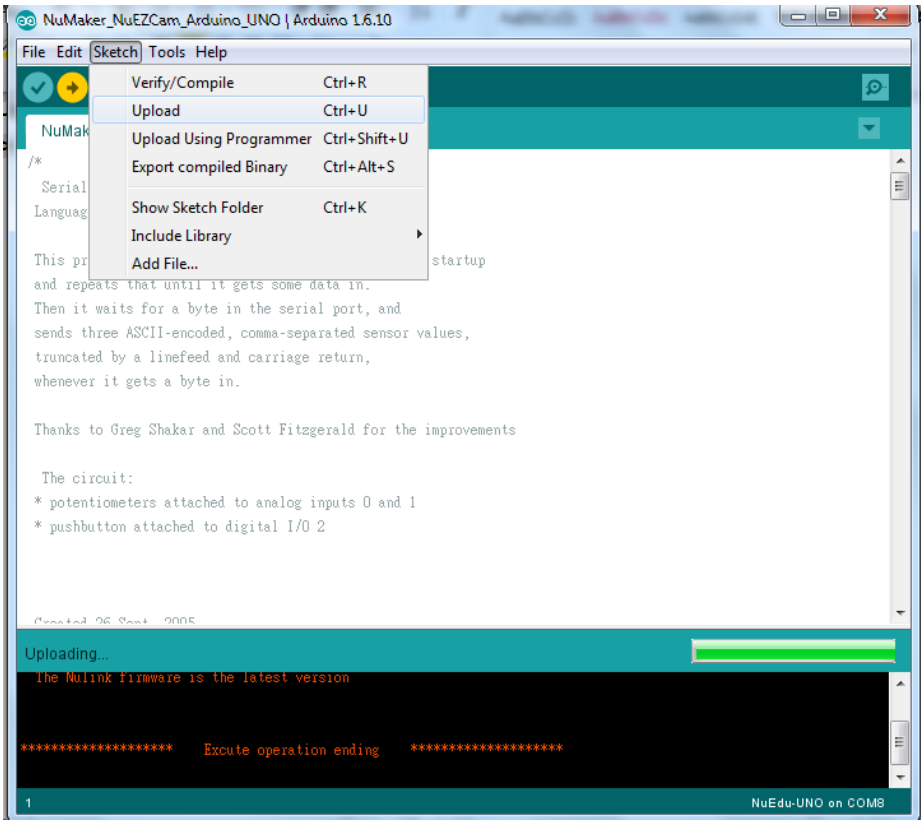 NuMaker_NuEZCam_Arduino_UNO | Arduino 1.6.10
File Edit Sketch Tools Help
Verify/Compile Ctrl+R
Upload Ctrl+U
Upload Using Programmer Ctrl+Shift+U
Export compiled Binary Ctrl+Alt+S
Show Sketch Folder Ctrl+K
Include Library
Add File...
NuMak
/*
Serial
Languag
This pr startup
and repeats that until it gets some data in.
Then it waits for a byte in the serial port, and
sends three ASCII-encoded, comma-separated sensor values,
truncated by a linefeed and carriage return,
whenever it gets a byte in.
Thanks to Greg Shakar and Scott Fitzgerald for the improvements
The circuit:
* potentiometers attached to analog inputs 0 and 1
* pushbutton attached to digital I/O 2
Created 26 Sept. 2005
Uploading...
The Nulink firmware is the latest version
******************** Excute operation ending ********************
1 NuEdu-UNO on COM8